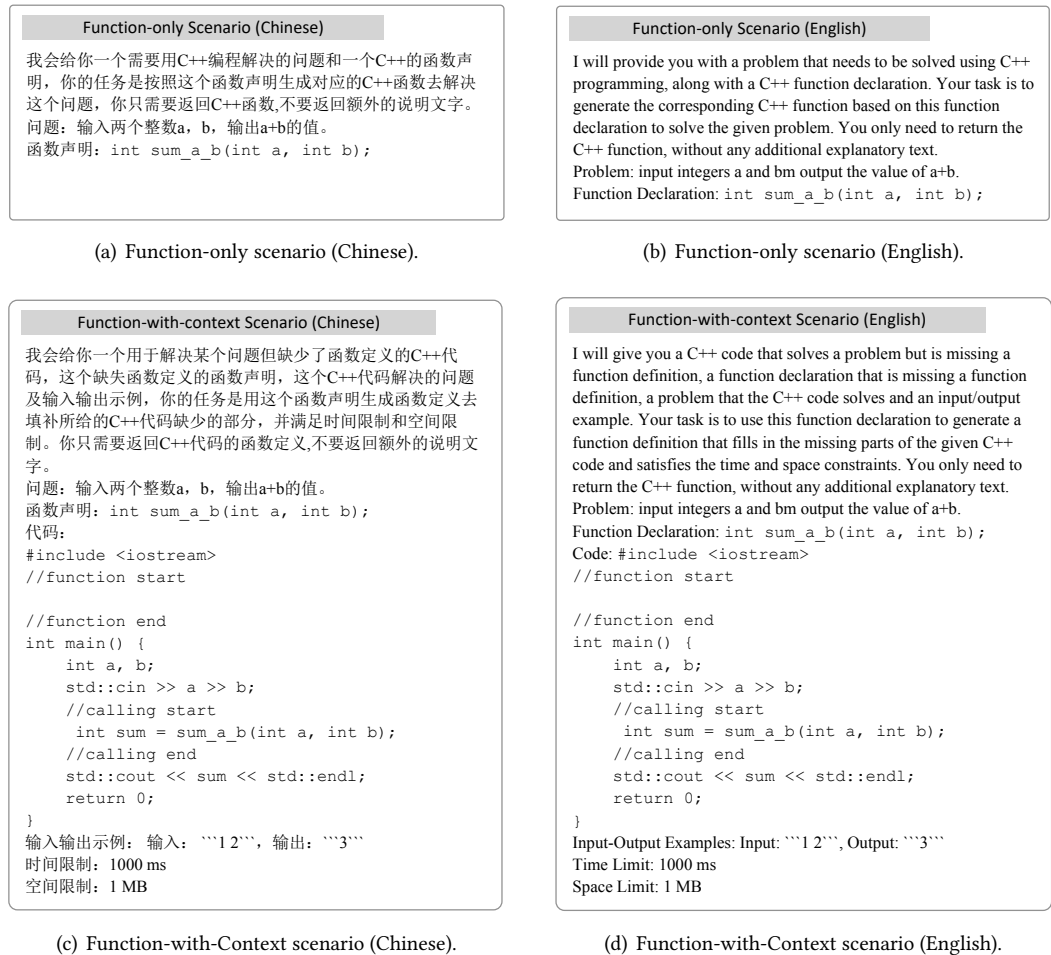 Function-only Scenario (Chinese)
我会给你一个需要用C++编程解决的问题和一个C++的函数声
明，你的任务是按照这个函数声明生成对应的C++函数去解决
这个问题，你只需要返回C++函数,不要返回额外的说明文字。
问题：输入两个整数a，b，输出a+b的值。
函数声明：int sum_a_b(int a, int b);
(a) Function-only scenario (Chinese).
Function-only Scenario (English)
I will provide you with a problem that needs to be solved using C++
programming, along with a C++ function declaration. Your task is to
generate the corresponding C++ function based on this function
declaration to solve the given problem. You only need to return the
C++ function, without any additional explanatory text.
Problem: input integers a and bm output the value of a+b.
Function Declaration: int sum_a_b(int a, int b);
(b) Function-only scenario (English).
Function-with-context Scenario (Chinese)
我会给你一个用于解决某个问题但缺少了函数定义的C++代
码，这个缺失函数定义的函数声明，这个C++代码解决的问题
及输入输出示例，你的任务是用这个函数声明生成函数定义去
填补所给的C++代码缺少的部分，并满足时间限制和空间限
制。你只需要返回C++代码的函数定义,不要返回额外的说明文
字。
问题：输入两个整数a，b，输出a+b的值。
函数声明：int sum_a_b(int a, int b);
代码：
#include <iostream>
//function start
//function end
int main() {
    int a, b;
    std::cin >> a >> b;
    //calling start
     int sum = sum_a_b(int a, int b);
    //calling end
    std::cout << sum << std::endl;
    return 0;
}
输入输出示例： 输入： ```1 2```，输出：```3```
时间限制：1000 ms
空间限制：1 MB
(c) Function-with-Context scenario (Chinese).
Function-with-context Scenario (English)
I will give you a C++ code that solves a problem but is missing a
function definition, a function declaration that is missing a function
definition, a problem that the C++ code solves and an input/output
example. Your task is to use this function declaration to generate a
function definition that fills in the missing parts of the given C++
code and satisfies the time and space constraints. You only need to
return the C++ function, without any additional explanatory text.
Problem: input integers a and bm output the value of a+b.
Function Declaration: int sum_a_b(int a, int b);
Code: #include <iostream>
//function start
//function end
int main() {
    int a, b;
    std::cin >> a >> b;
    //calling start
     int sum = sum_a_b(int a, int b);
    //calling end
    std::cout << sum << std::endl;
    return 0;
}
Input-Output Examples: Input: ```1 2```, Output: ```3```
Time Limit: 1000 ms
Space Limit: 1 MB
(d) Function-with-Context scenario (English).